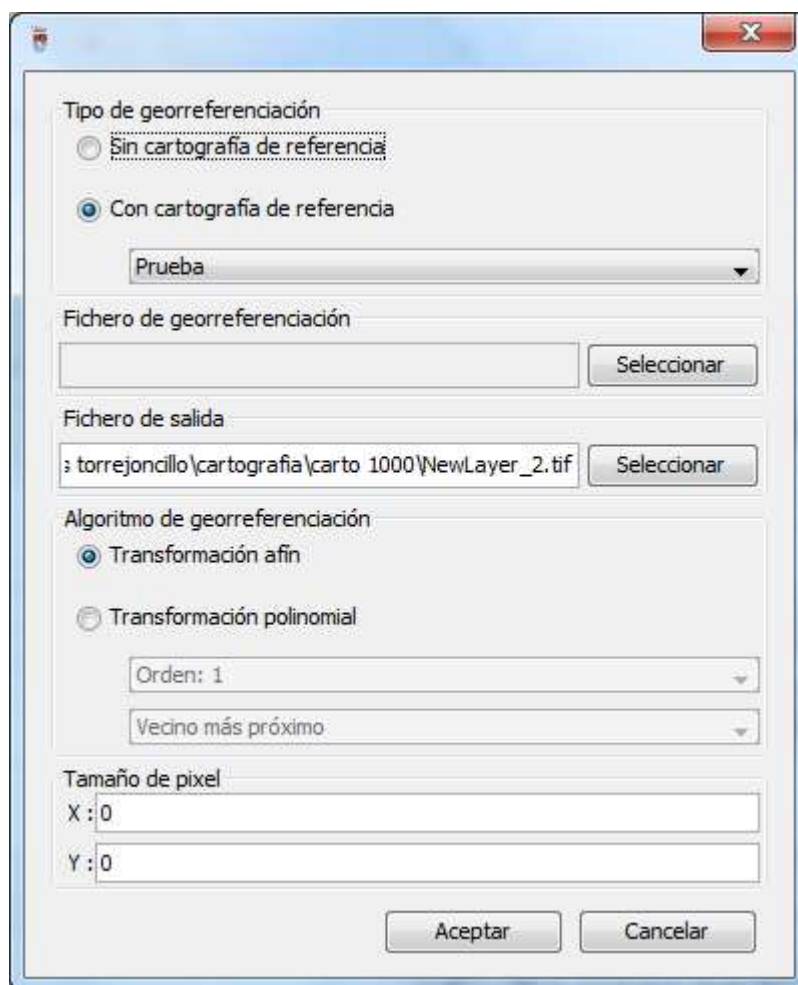 Tipo de georreferenciación
Sin cartografía de referencia
Con cartografía de referencia
Prueba
Fichero de georreferenciación
Seleccionar
Fichero de salida
s torrejoncillo\cartografia\carto 1000\NewLayer_2.tif
Seleccionar
Algoritmo de georreferenciación
Transformación afín
Transformación polinomial
Orden: 1
Vecino más próximo
Tamaño de pixel
X : 0
Y : 0
Aceptar
Cancelar